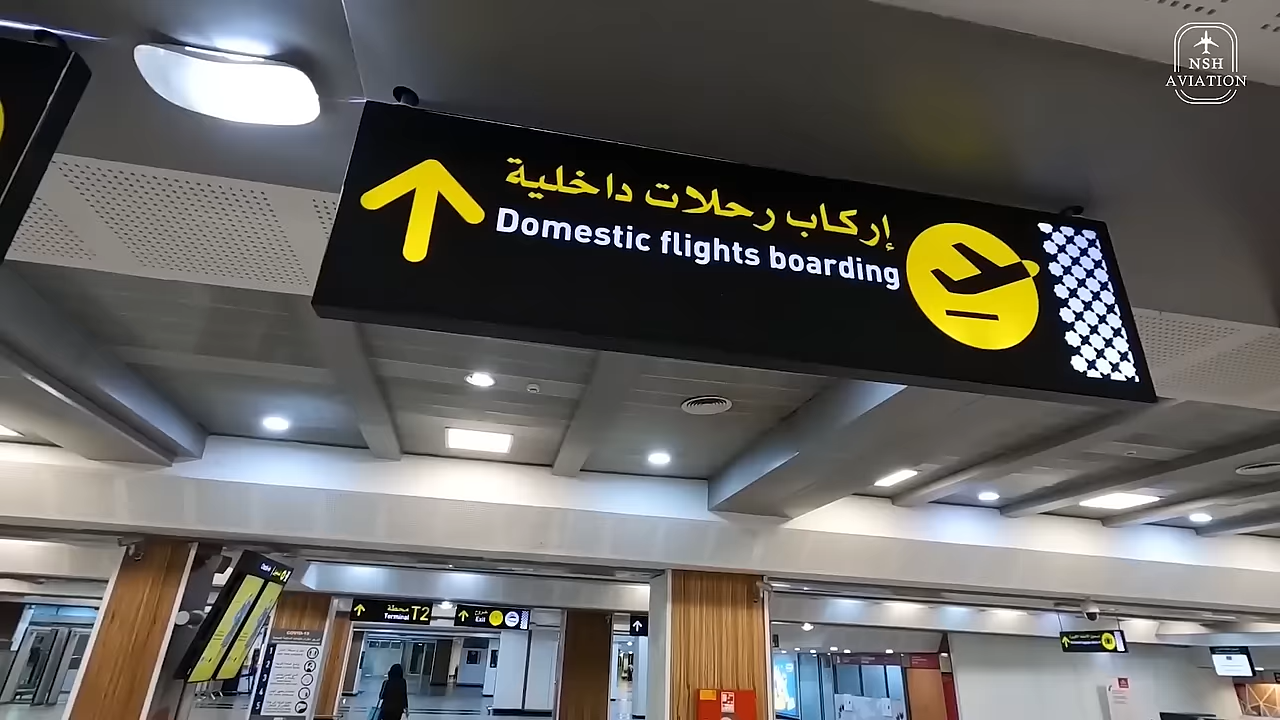 NSH
AVIATION
إركاب رحلات داخلية
Domestic flights boarding
محطة
Terminal T2
خروج
Exit
COVID-19